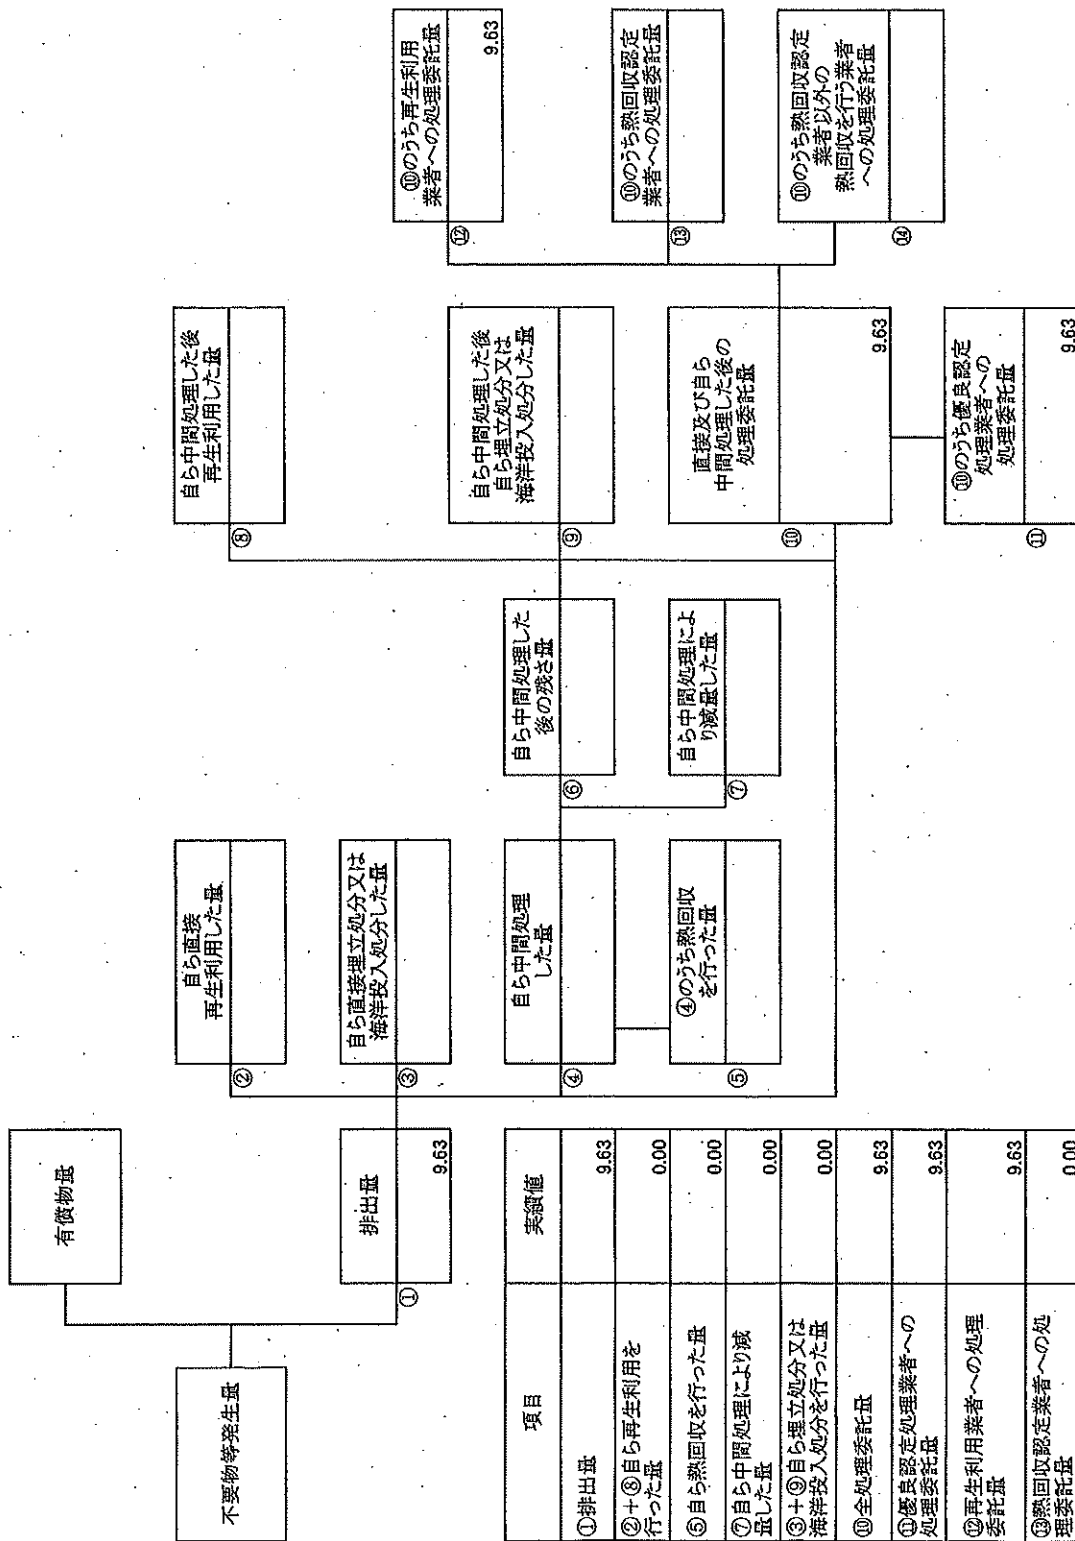 不要物等発生量
有償物量
①
排出量
9.63
②
自ら直接
再生利用した量
③
自ら直接埋立処分又は
海洋投入処分した量
④
自ら中間処理
した量
⑤
④のうち熱回収
を行った量
⑥
自ら中間処理した
後の残さ量
⑦
自ら中間処理によ
り減量した量
⑧
自ら中間処理した後
再生利用した量
⑨
自ら中間処理した後
自ら埋立処分又は
海洋投入処分した量
⑩
直接及び自ら
中間処理した後の
処理委託量
9.63
⑪
⑩のうち優良認定
処理業者への
処理委託量
9.63
⑫
⑩のうち再生利用
業者への処理委託量
9.63
⑬
⑩のうち熱回収認定
業者への処理委託量
⑭
⑩のうち熱回収認定
業者以外の
熱回収を行う業者
への処理委託量
項目 実績値
①排出量 9.63
②+⑧自ら再生利用を
行った量 0.00
⑤自ら熱回収を行った量 0.00
⑦自ら中間処理により減
量した量 0.00
③+⑨自ら埋立処分又は
海洋投入処分を行った量 0.00
⑩全処理委託量 9.63
⑪優良認定処理業者への
処理委託量 9.63
⑫再生利用業者への処理
委託量 9.63
⑬熱回収認定業者への処
理委託量 0.00